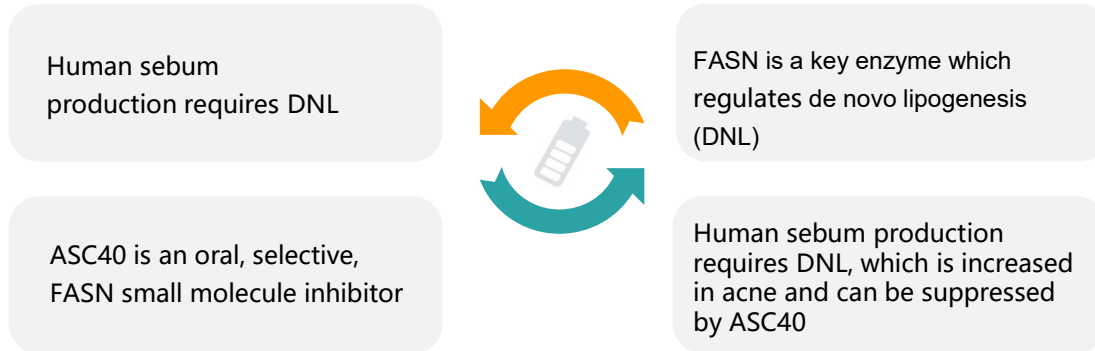 Human sebum
production requires DNL
FASN is a key enzyme which
regulates de novo lipogenesis
(DNL)
ASC40 is an oral, selective,
FASN small molecule inhibitor
Human sebum production
requires DNL, which is increased
in acne and can be suppressed
by ASC40